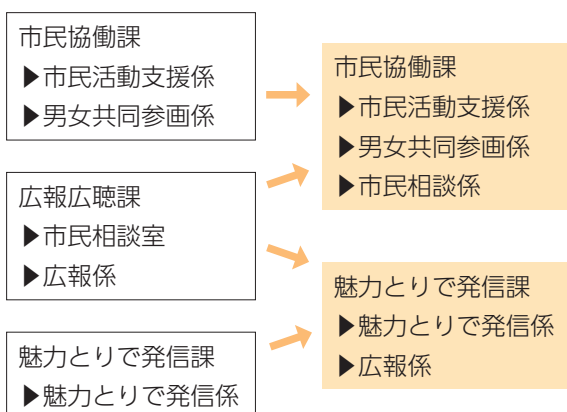 市民協働課
▶市民活動支援係
▶男女共同参画係
広報広聴課
▶市民相談室
▶広報係
魅力とりで発信課
▶魅力とりで発信係
市民協働課
▶市民活動支援係
▶男女共同参画係
▶市民相談係
魅力とりで発信課
▶魅力とりで発信係
▶広報係